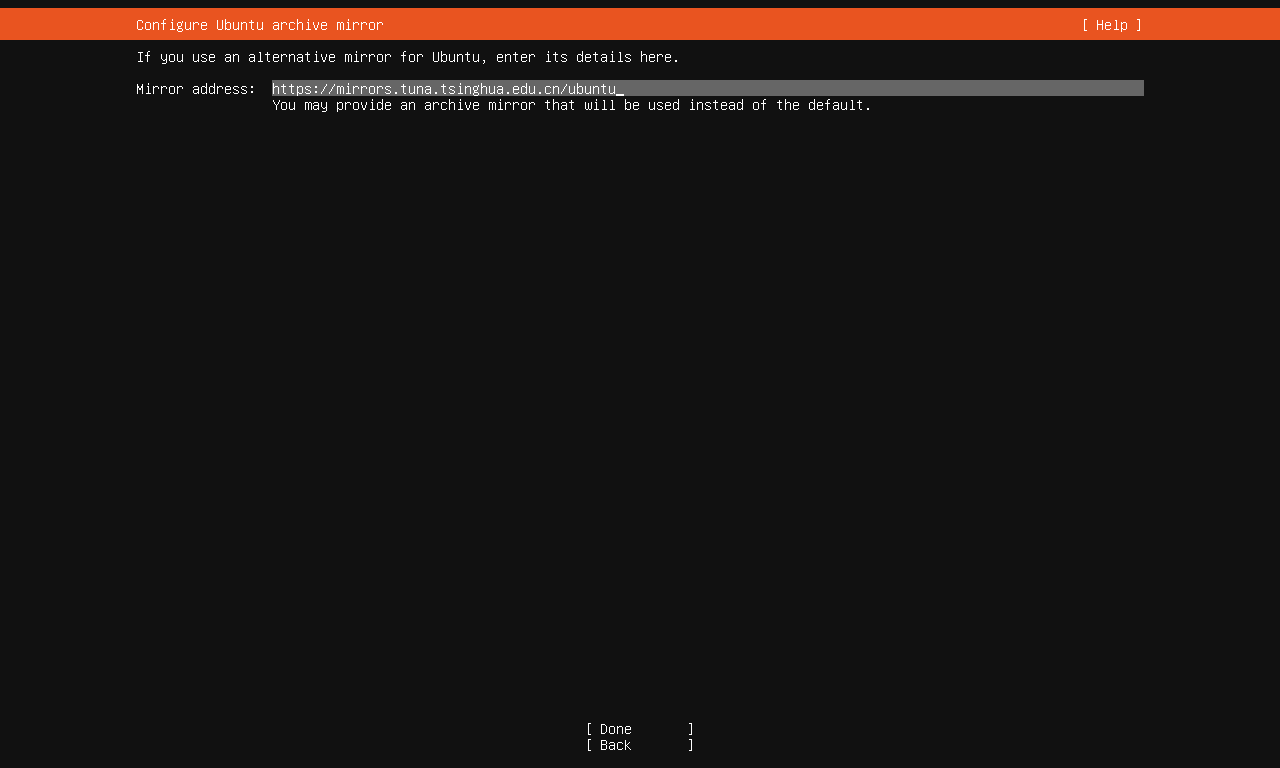 Configure Ubuntu archive mirror [ Help ]
If you use an alternative mirror for Ubuntu, enter its details here.
Mirror address: https://mirrors.tuna.tsinghua.edu.cn/ubuntu_
You may provide an archive mirror that will be used instead of the default.
[ Done ]
[ Back ]